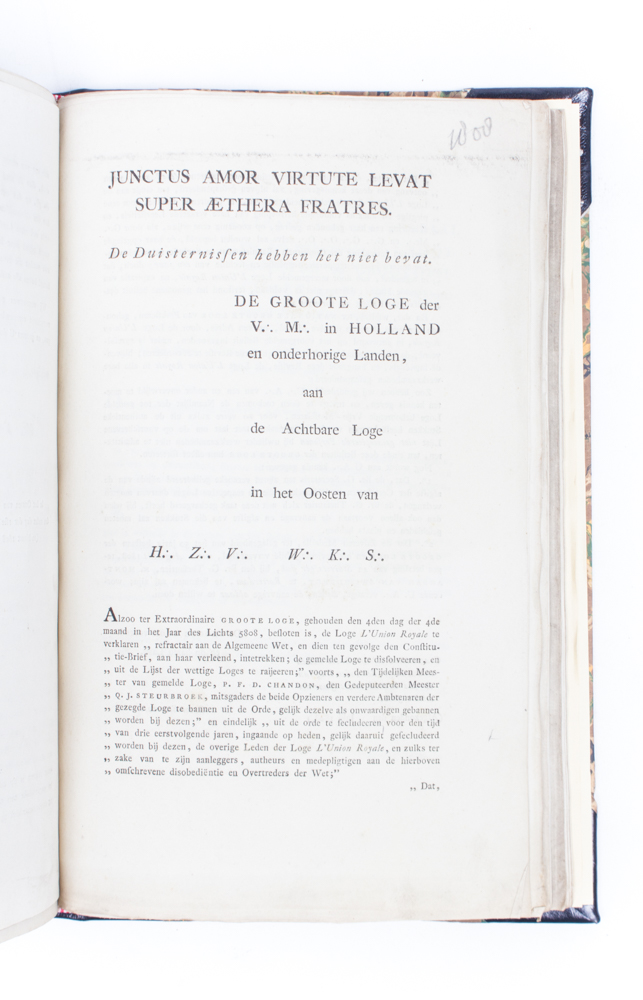 1808
JUNCTUS AMOR VIRTUTE LEVAT
SUPER ÆTHERA FRATRES.
De Duisterniſſen hebben het niet bevat.
DE GROOTE LOGE der
V∴ M∴ in HOLLAND
en onderhorige Landen,
aan
de Achtbare Loge
in het Oosten van
H∴ Z∴ V∴ W∴ K∴ S∴
Alzoo ter Extraordinaire GROOTE LOGE, gehouden den 4den dag der 4de
maand in het Jaar des Lichts 5808, beſloten is, de Loge L'Union Royale te
verklaren „ refractair aan de Algemeene Wet, en dien ten gevolge den Conſtitu-
„ tie-Brief, aan haar verleend, intetrekken; de gemelde Loge te diſſolveeren, en
„ uit de Lijst der wettige Loges te raijeeren;” voorts, „ den Tijdelijken Mees-
„ ter van gemelde Loge, P. F. D. CHANDON, den Gedeputeerden Meester
„ Q. J. STEURBROEK, mitsgaders de beide Opzieners en verdere Ambtenaren der
„ gezegde Loge te bannen uit de Orde, gelijk dezelve als onwaardigen gebannen
„ worden bij dezen;” en eindelijk „ uit de orde te ſecludeeren voor den tijd
„ van drie eerstvolgende jaren, ingaande op heden, gelijk daaruit geſecludeerd
„ worden bij dezen, de overige Leden der Loge L'Union Royale, en zulks ter
„ zake van te zijn aanleggers, autheurs en medepligtigen aan de hierboven
„ omſchrevene disobediëntie en Overtreders der Wet;”
„ Dat,